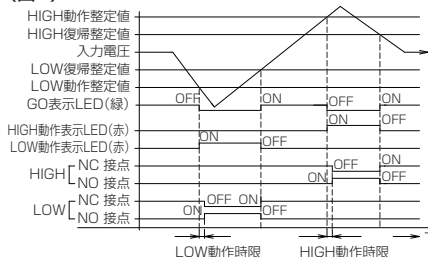 HIGH動作整定値
HIGH復帰整定値
入力電圧
LOW復帰整定値
LOW動作整定値
GO表示LED(緑) OFF ON OFF ON
HIGH動作表示LED(赤) ON OFF
LOW動作表示LED(赤) ON OFF
HIGH NC 接点 OFF ON
NO 接点 ON OFF
LOW NC 接点 OFF ON
NO 接点 ON OFF
LOW動作時限 HIGH動作時限